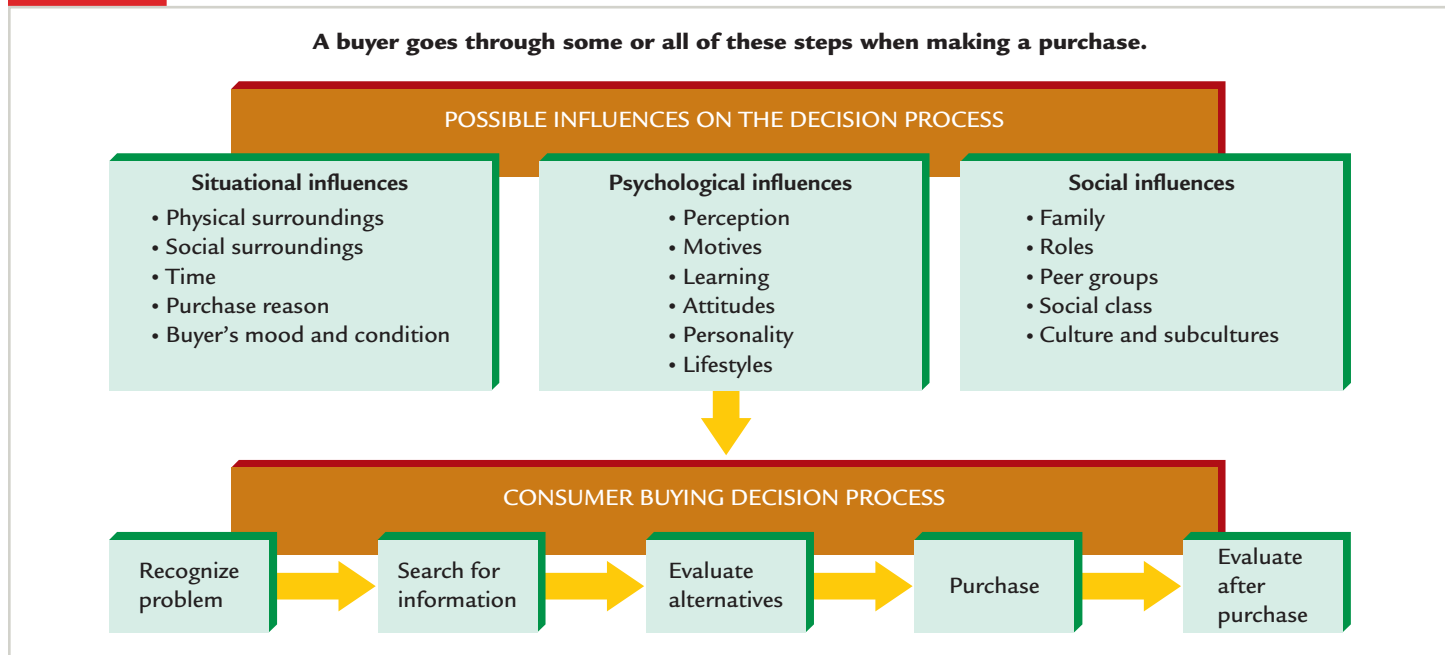 A buyer goes through some or all of these steps when making a purchase.
POSSIBLE INFLUENCES ON THE DECISION PROCESS
Situational influences
• Physical surroundings
• Social surroundings
• Time
• Purchase reason
• Buyer’s mood and condition
Psychological influences
• Perception
• Motives
• Learning
• Attitudes
• Personality
• Lifestyles
Social influences
• Family
• Roles
• Peer groups
• Social class
• Culture and subcultures
CONSUMER BUYING DECISION PROCESS
Recognize
problem
Search for
information
Evaluate
alternatives
Purchase
Evaluate
after
purchase